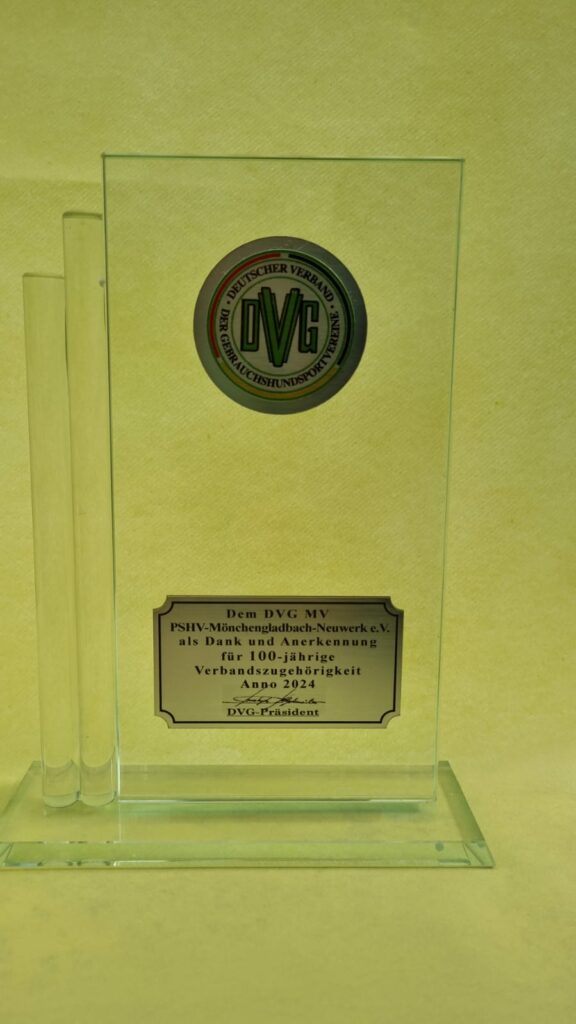 DEUTSCHER VERBAND
DER GEBRAUCHSHUNDSPORTVEREINE
DVG
Dem DVG MV
PSHV-Mönchengladbach-Neuwerk e.V.
als Dank und Anerkennung
für 100-jährige
Verbandszugehörigkeit
Anno 2024
DVG-Präsident